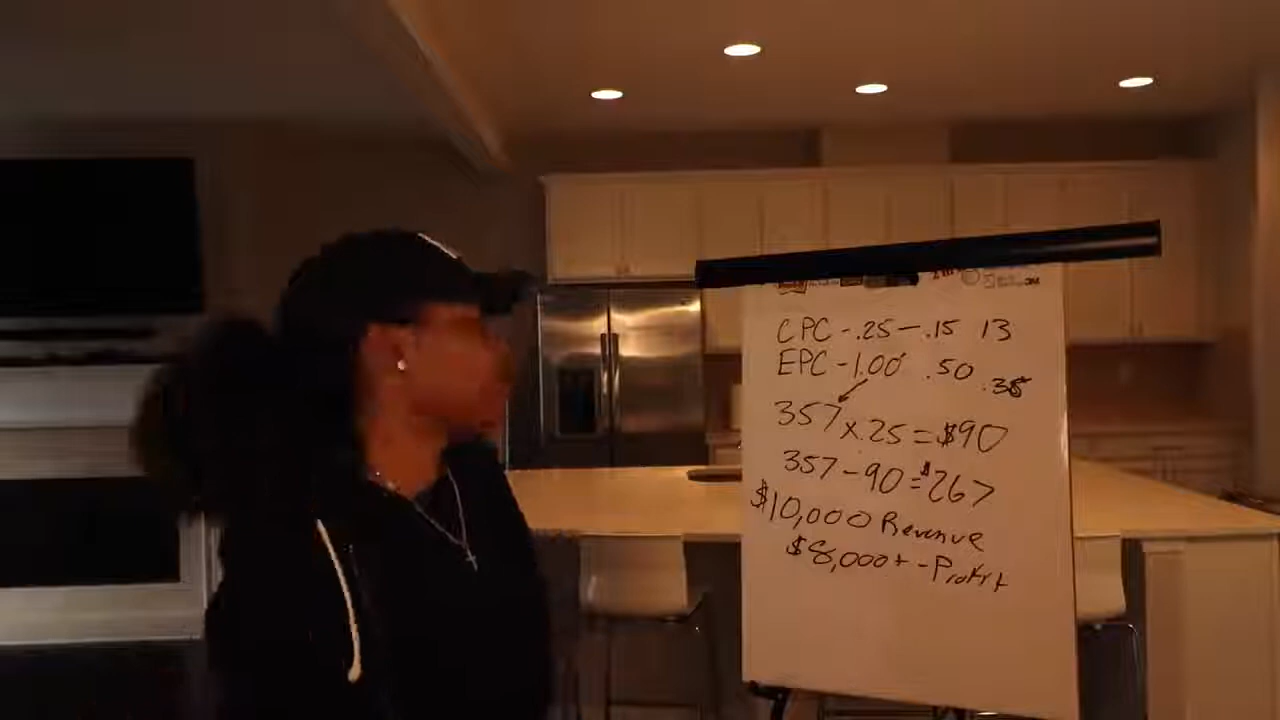 CPC - .25 - .15 13
EPC - 1.00 .50 .35
357 x .25 = $90
357 - 90 = $267
$10,000 Revenue
$8,000+ - Profit